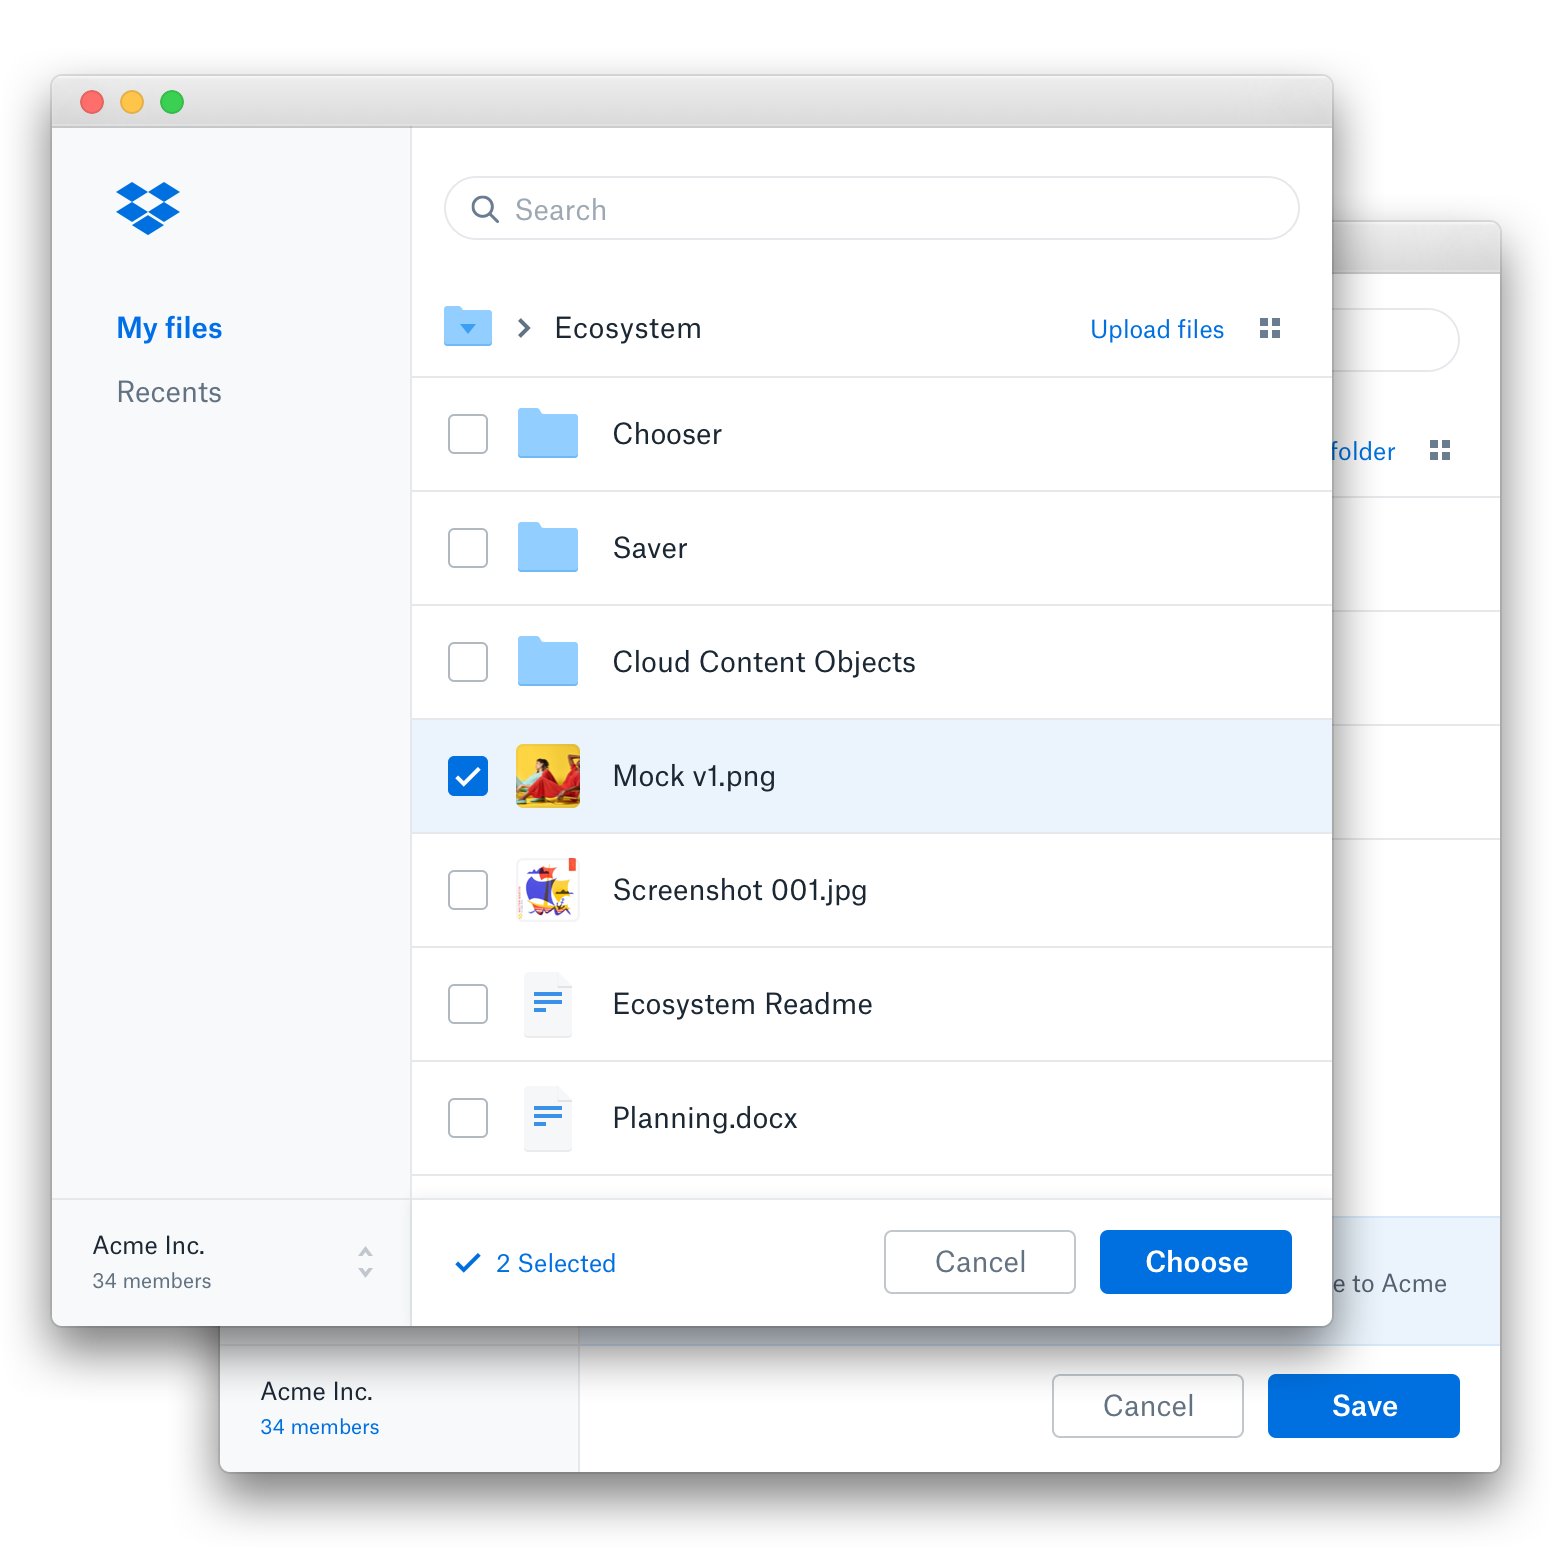 Search
My files
Recents
Ecosystem
Upload files
folder
Chooser
Saver
Cloud Content Objects
Mock v1.png
Screenshot 001.jpg
Ecosystem Readme
Planning.docx
Acme Inc.
34 members
2 Selected
Cancel
Choose
e to Acme
Acme Inc.
34 members
Cancel
Save